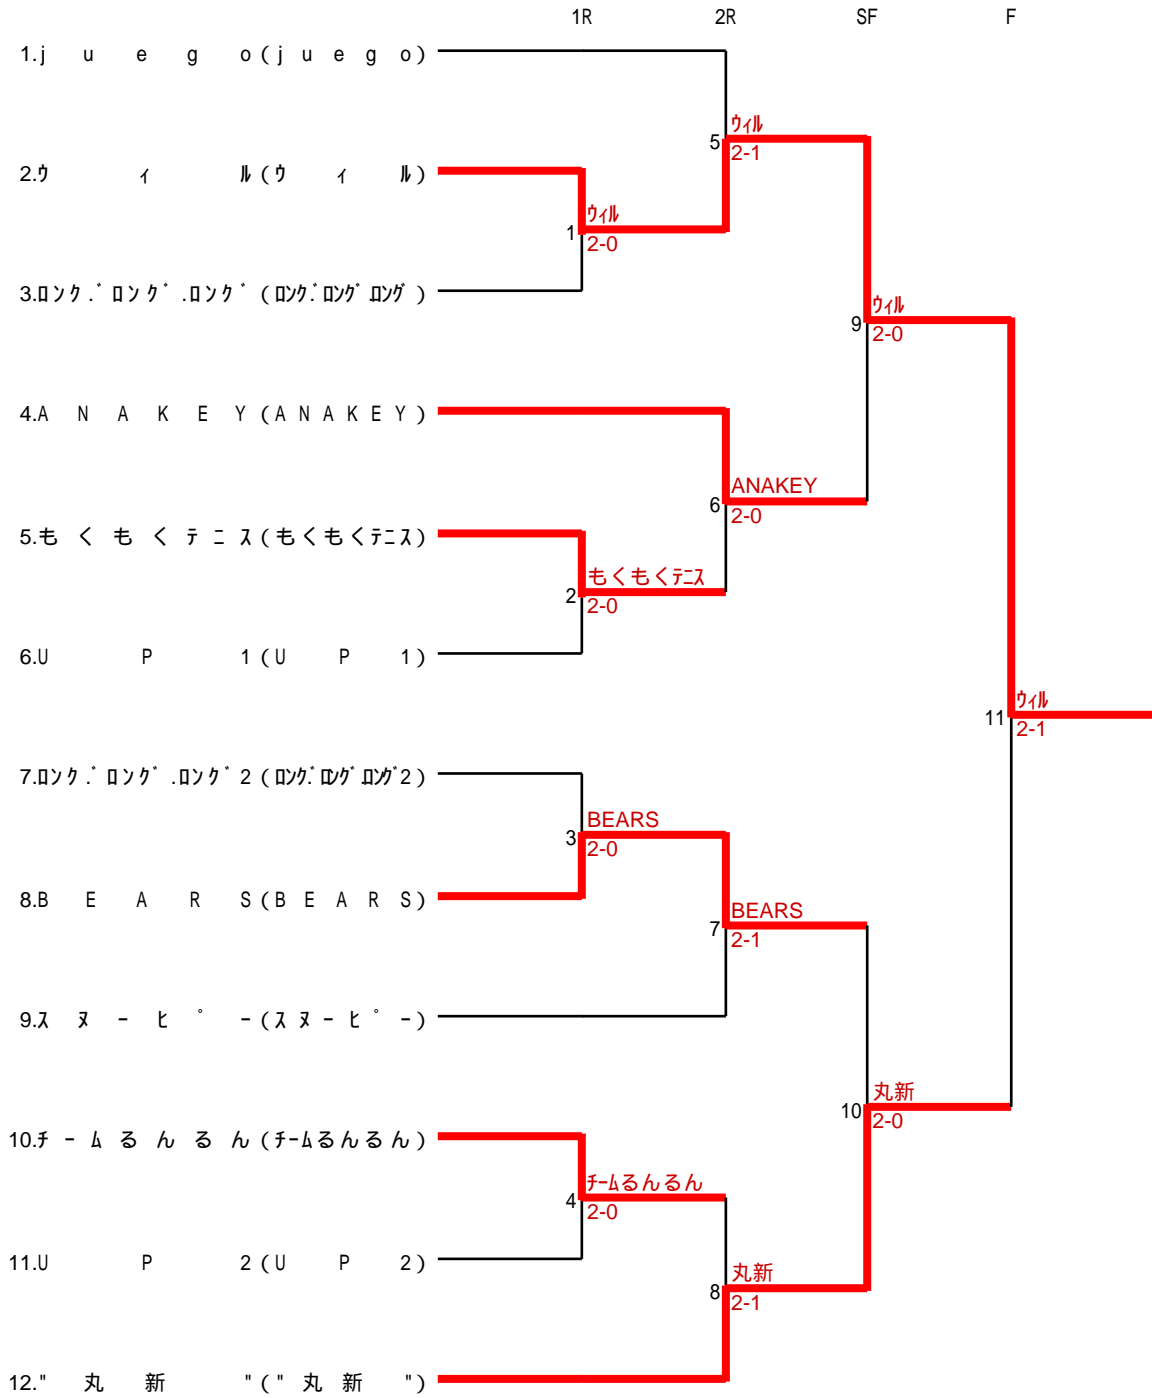 1R 2R SF F
1.j u e g o(j u e g o)
ウィル
5
2-1
2.ウ ィ ル(ウ ィ ル)
ウィル
1
2-0
3.ロング.ロング.ロング(ロング.ロング.ロング)
ウィル
9
2-0
4.A N A K E Y(A N A K E Y)
ANAKEY
6
2-0
5.も く も く テ ニ ス(もくもくテニス)
もくもくテニス
2
2-0
6.U P 1(U P 1)
ウィル
11
2-1
7.ロング.ロング.ロング2(ロング.ロング.ロング2)
BEARS
3
2-0
8.B E A R S(B E A R S)
BEARS
7
2-1
9.ス ヌ ー ピ ー(スヌーピー)
丸新
10
2-0
10.チ ー ム る ん る ん(チームるんるん)
チームるんるん
4
2-0
11.U P 2(U P 2)
丸新
8
2-1
12." 丸 新 "(" 丸 新 ")